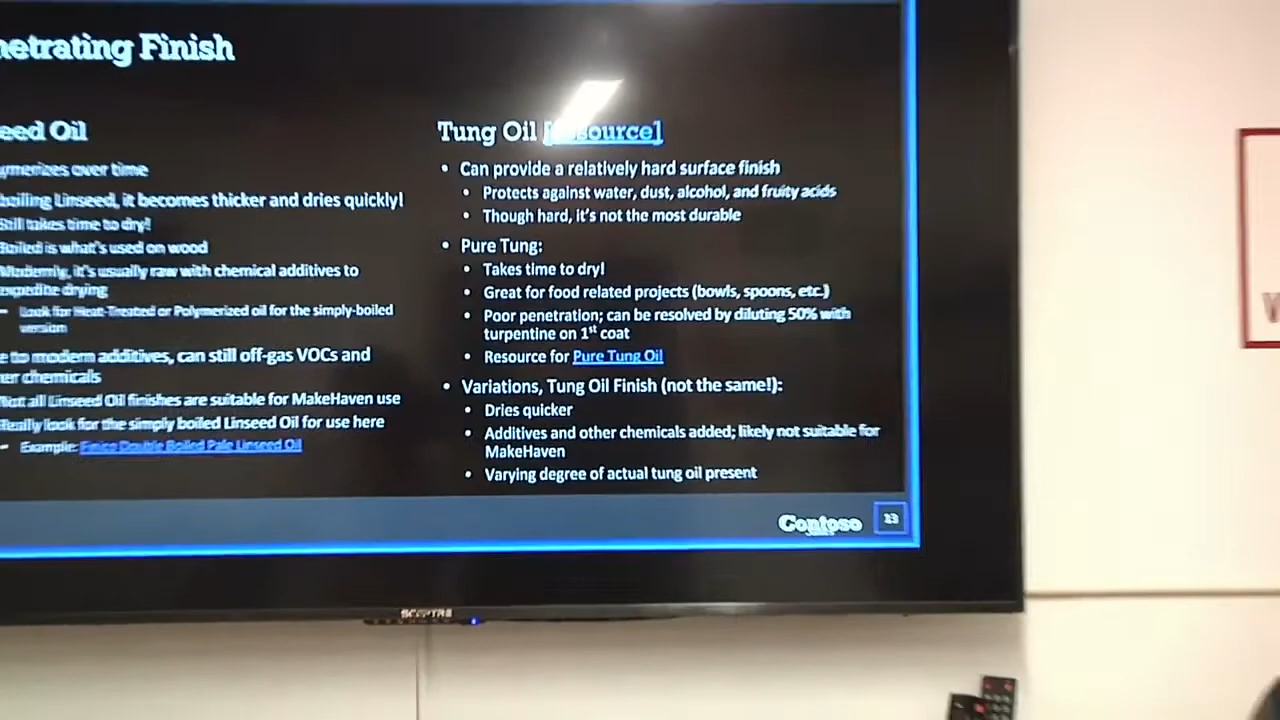 netrating Finish
eed Oil
ymerizes over time
boiling Linseed, it becomes thicker and dries quickly!
Still takes time to dry!
Boiled is what's used on wood
Modernly, it's usually raw with chemical additives to
expedite drying
Look for Heat-Treated or Polymerized oil for the simply-boiled
version
e to modern additives, can still off-gas VOCs and
er chemicals
Not all Linseed Oil finishes are suitable for MakeHaven use
Really look for the simply boiled Linseed Oil for use here
Example: Double Boiled Pale Linseed Oil
Tung Oil [Resource]
• Can provide a relatively hard surface finish
• Protects against water, dust, alcohol, and fruity acids
• Though hard, it's not the most durable
• Pure Tung:
• Takes time to dry!
• Great for food related projects (bowls, spoons, etc.)
• Poor penetration; can be resolved by diluting 50% with
turpentine on 1st coat
• Resource for Pure Tung Oil
• Variations, Tung Oil Finish (not the same!):
• Dries quicker
• Additives and other chemicals added; likely not suitable for
MakeHaven
• Varying degree of actual tung oil present
Contoso
13
SCEPTRE